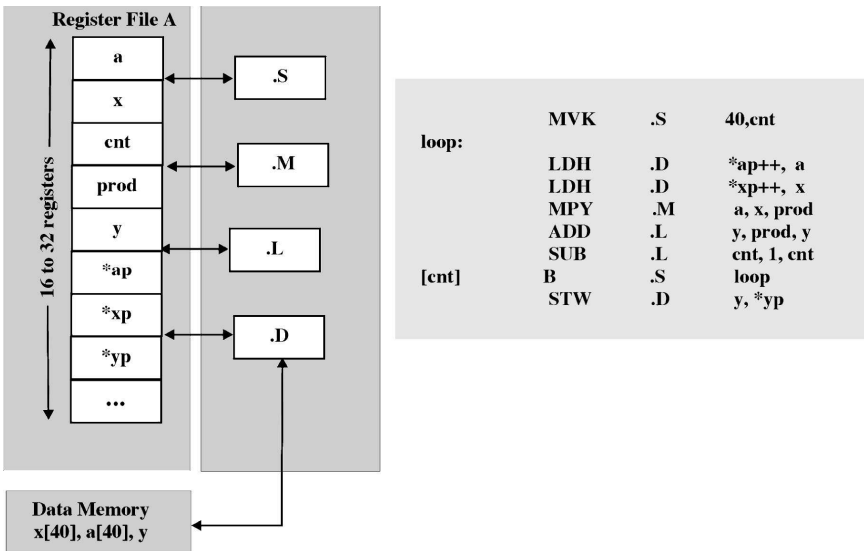 Register File A
a
x
cnt
prod
y
*ap
*xp
*yp
...
16 to 32 registers
.S
.M
.L
.D
Data Memory
x[40], a[40], y
MVK .S 40,cnt
loop:
LDH .D *ap++, a
LDH .D *xp++, x
MPY .M a, x, prod
ADD .L y, prod, y
SUB .L cnt, 1, cnt
[cnt] B .S loop
STW .D y, *yp